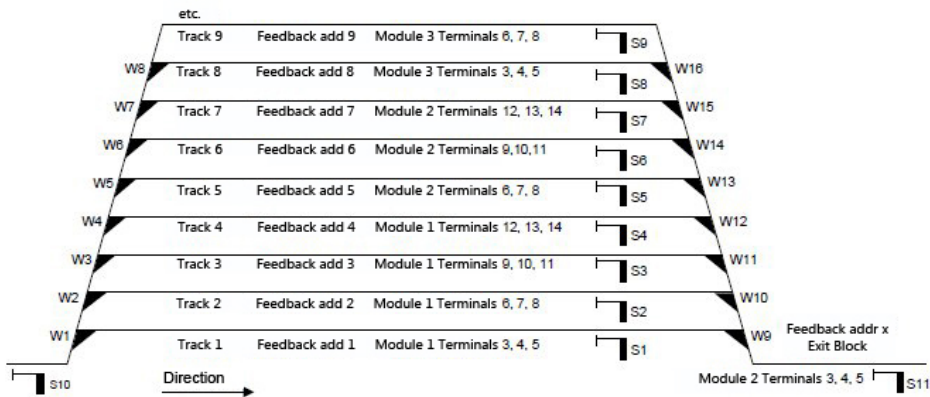 etc.
Track 9 Feedback add 9 Module 3 Terminals 6, 7, 8 S9
W8 Track 8 Feedback add 8 Module 3 Terminals 3, 4, 5 S8 W16
W7 Track 7 Feedback add 7 Module 2 Terminals 12, 13, 14 S7 W15
W6 Track 6 Feedback add 6 Module 2 Terminals 9,10,11 S6 W14
W5 Track 5 Feedback add 5 Module 2 Terminals 6, 7, 8 S5 W13
W4 Track 4 Feedback add 4 Module 1 Terminals 12, 13, 14 S4 W12
W3 Track 3 Feedback add 3 Module 1 Terminals 9, 10, 11 S3 W11
W2 Track 2 Feedback add 2 Module 1 Terminals 6, 7, 8 S2 W10
W1 Track 1 Feedback add 1 Module 1 Terminals 3, 4, 5 S1 W9
Feedback addr x
Exit Block
S10 Direction Module 2 Terminals 3, 4, 5 S11